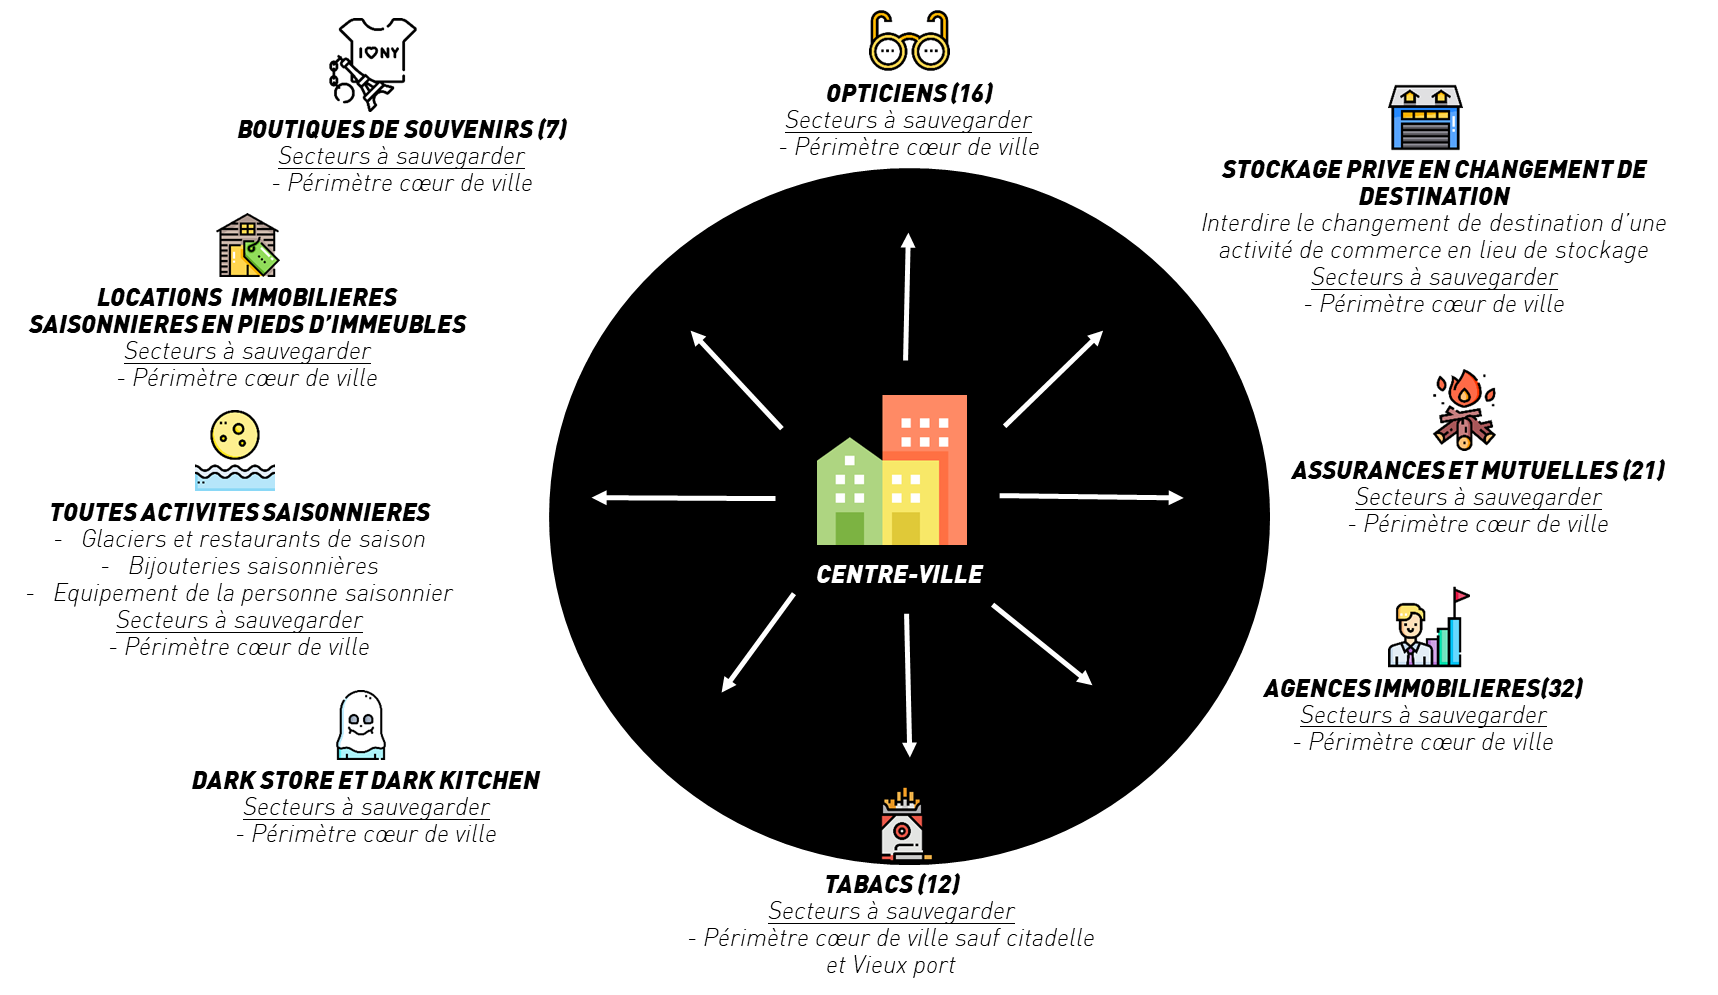 I♡NY
BOUTIQUES DE SOUVENIRS (7)
Secteurs à sauvegarder
- Périmètre cœur de ville
OPTICIENS (16)
Secteurs à sauvegarder
- Périmètre cœur de ville
STOCKAGE PRIVE EN CHANGEMENT DE
DESTINATION
Interdire le changement de destination d'une
activité de commerce en lieu de stockage
Secteurs à sauvegarder
- Périmètre cœur de ville
LOCATIONS IMMOBILIERES
SAISONNIERES EN PIEDS D'IMMEUBLES
Secteurs à sauvegarder
- Périmètre cœur de ville
ASSURANCES ET MUTUELLES (21)
Secteurs à sauvegarder
- Périmètre cœur de ville
TOUTES ACTIVITES SAISONNIERES
- Glaciers et restaurants de saison
- Bijouteries saisonnières
- Equipement de la personne saisonnier
Secteurs à sauvegarder
- Périmètre cœur de ville
CENTRE-VILLE
AGENCES IMMOBILIERES(32)
Secteurs à sauvegarder
- Périmètre cœur de ville
DARK STORE ET DARK KITCHEN
Secteurs à sauvegarder
- Périmètre cœur de ville
TABACS (12)
Secteurs à sauvegarder
- Périmètre cœur de ville sauf citadelle
et Vieux port